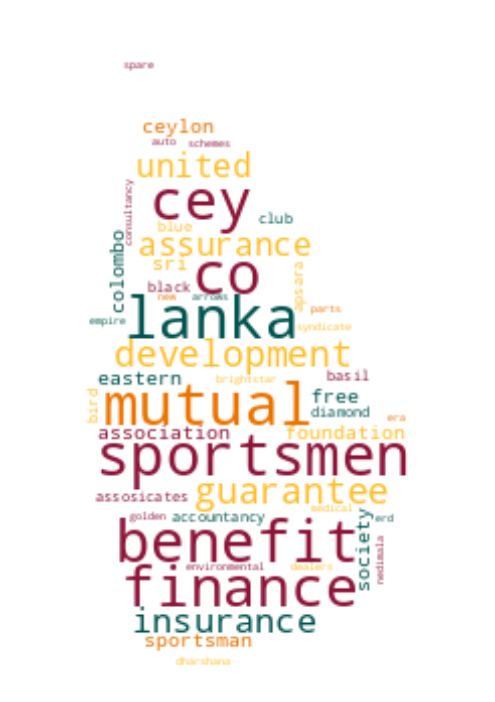 spare
ceylon
auto schemes
united
consultancy
cey
club
blue
colombo
assurance
sri
co
apsara
black
new arrows
lanka
parts
empire
syndicate
development
eastern
brightstar
basil
bird
mutual
free
diamond
era
association
foundation
sportsmen
assosicates
guarantee
medical
golden
accountancy
erd
society
benefit
nedimala
environmental
dealers
finance
insurance
sportsman
dharshana